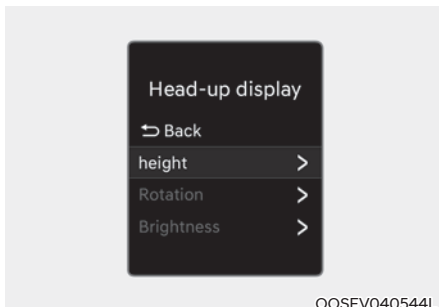 Head-up display
Back
height
Rotation
Brightness
OOSEV040544L